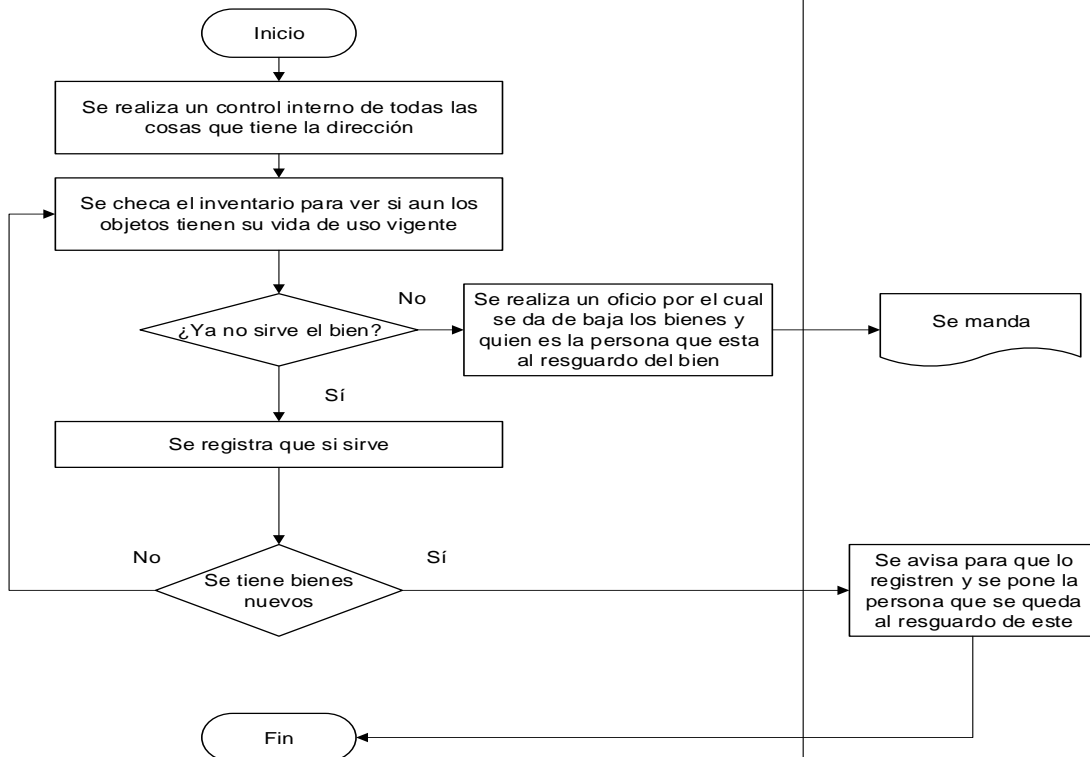 Inicio
Se realiza un control interno de todas las
cosas que tiene la dirección
Se checa el inventario para ver si aun los
objetos tienen su vida de uso vigente
¿Ya no sirve el bien?
No
Se realiza un oficio por el cual
se da de baja los bienes y
quien es la persona que esta
al resguardo del bien
Se manda
Sí
Se registra que si sirve
No
Se tiene bienes
nuevos
Sí
Se avisa para que lo
registren y se pone la
persona que se queda
al resguardo de este
Fin